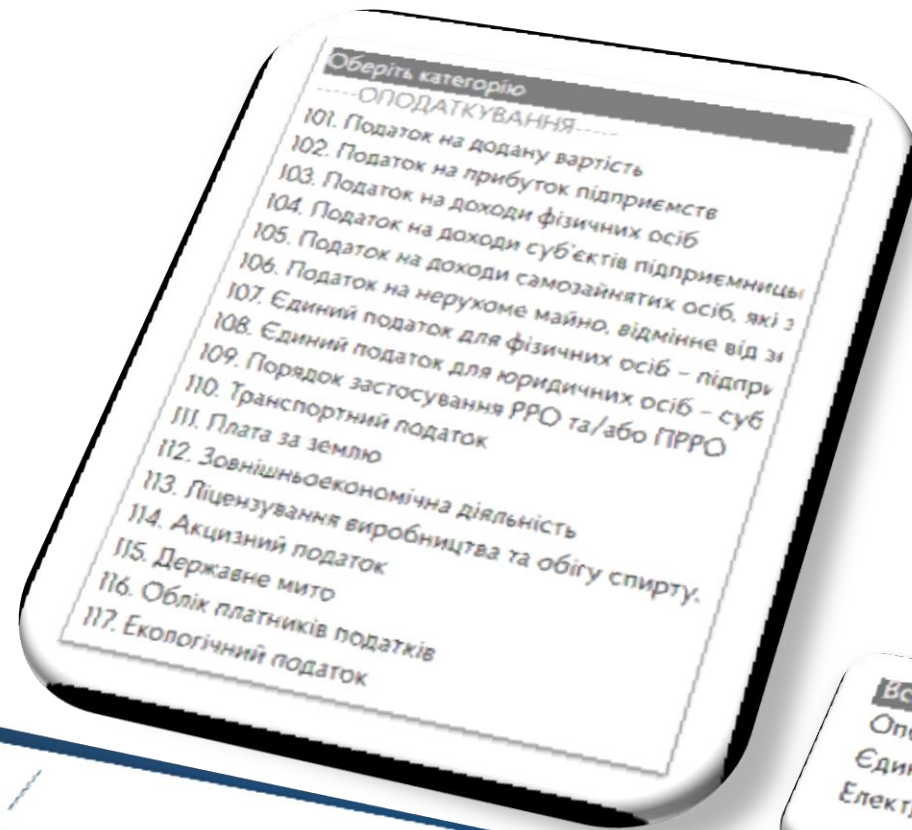 Оберіть категорію
-----ОПОДАТКУВАННЯ-----
101. Податок на додану вартість
102. Податок на прибуток підприємств
103. Податок на доходи фізичних осіб
104. Податок на доходи суб'єктів
105. Податок на доходи самозайнятих осіб, які
106. Податок на нерухоме майно, відмінне від
107. Єдиний податок для фізичних осіб –
108. Єдиний податок для юридичних осіб –
109. Порядок застосування РРО та/або ПРРО
110. Транспортний податок
111. Плата за землю
112. Зовнішньоекономічна діяльність
113. Ліцензування виробництва та обігу спирту,
114. Акцизний податок
115. Державне мито
116. Облік платників податків
117. Екологічний податок